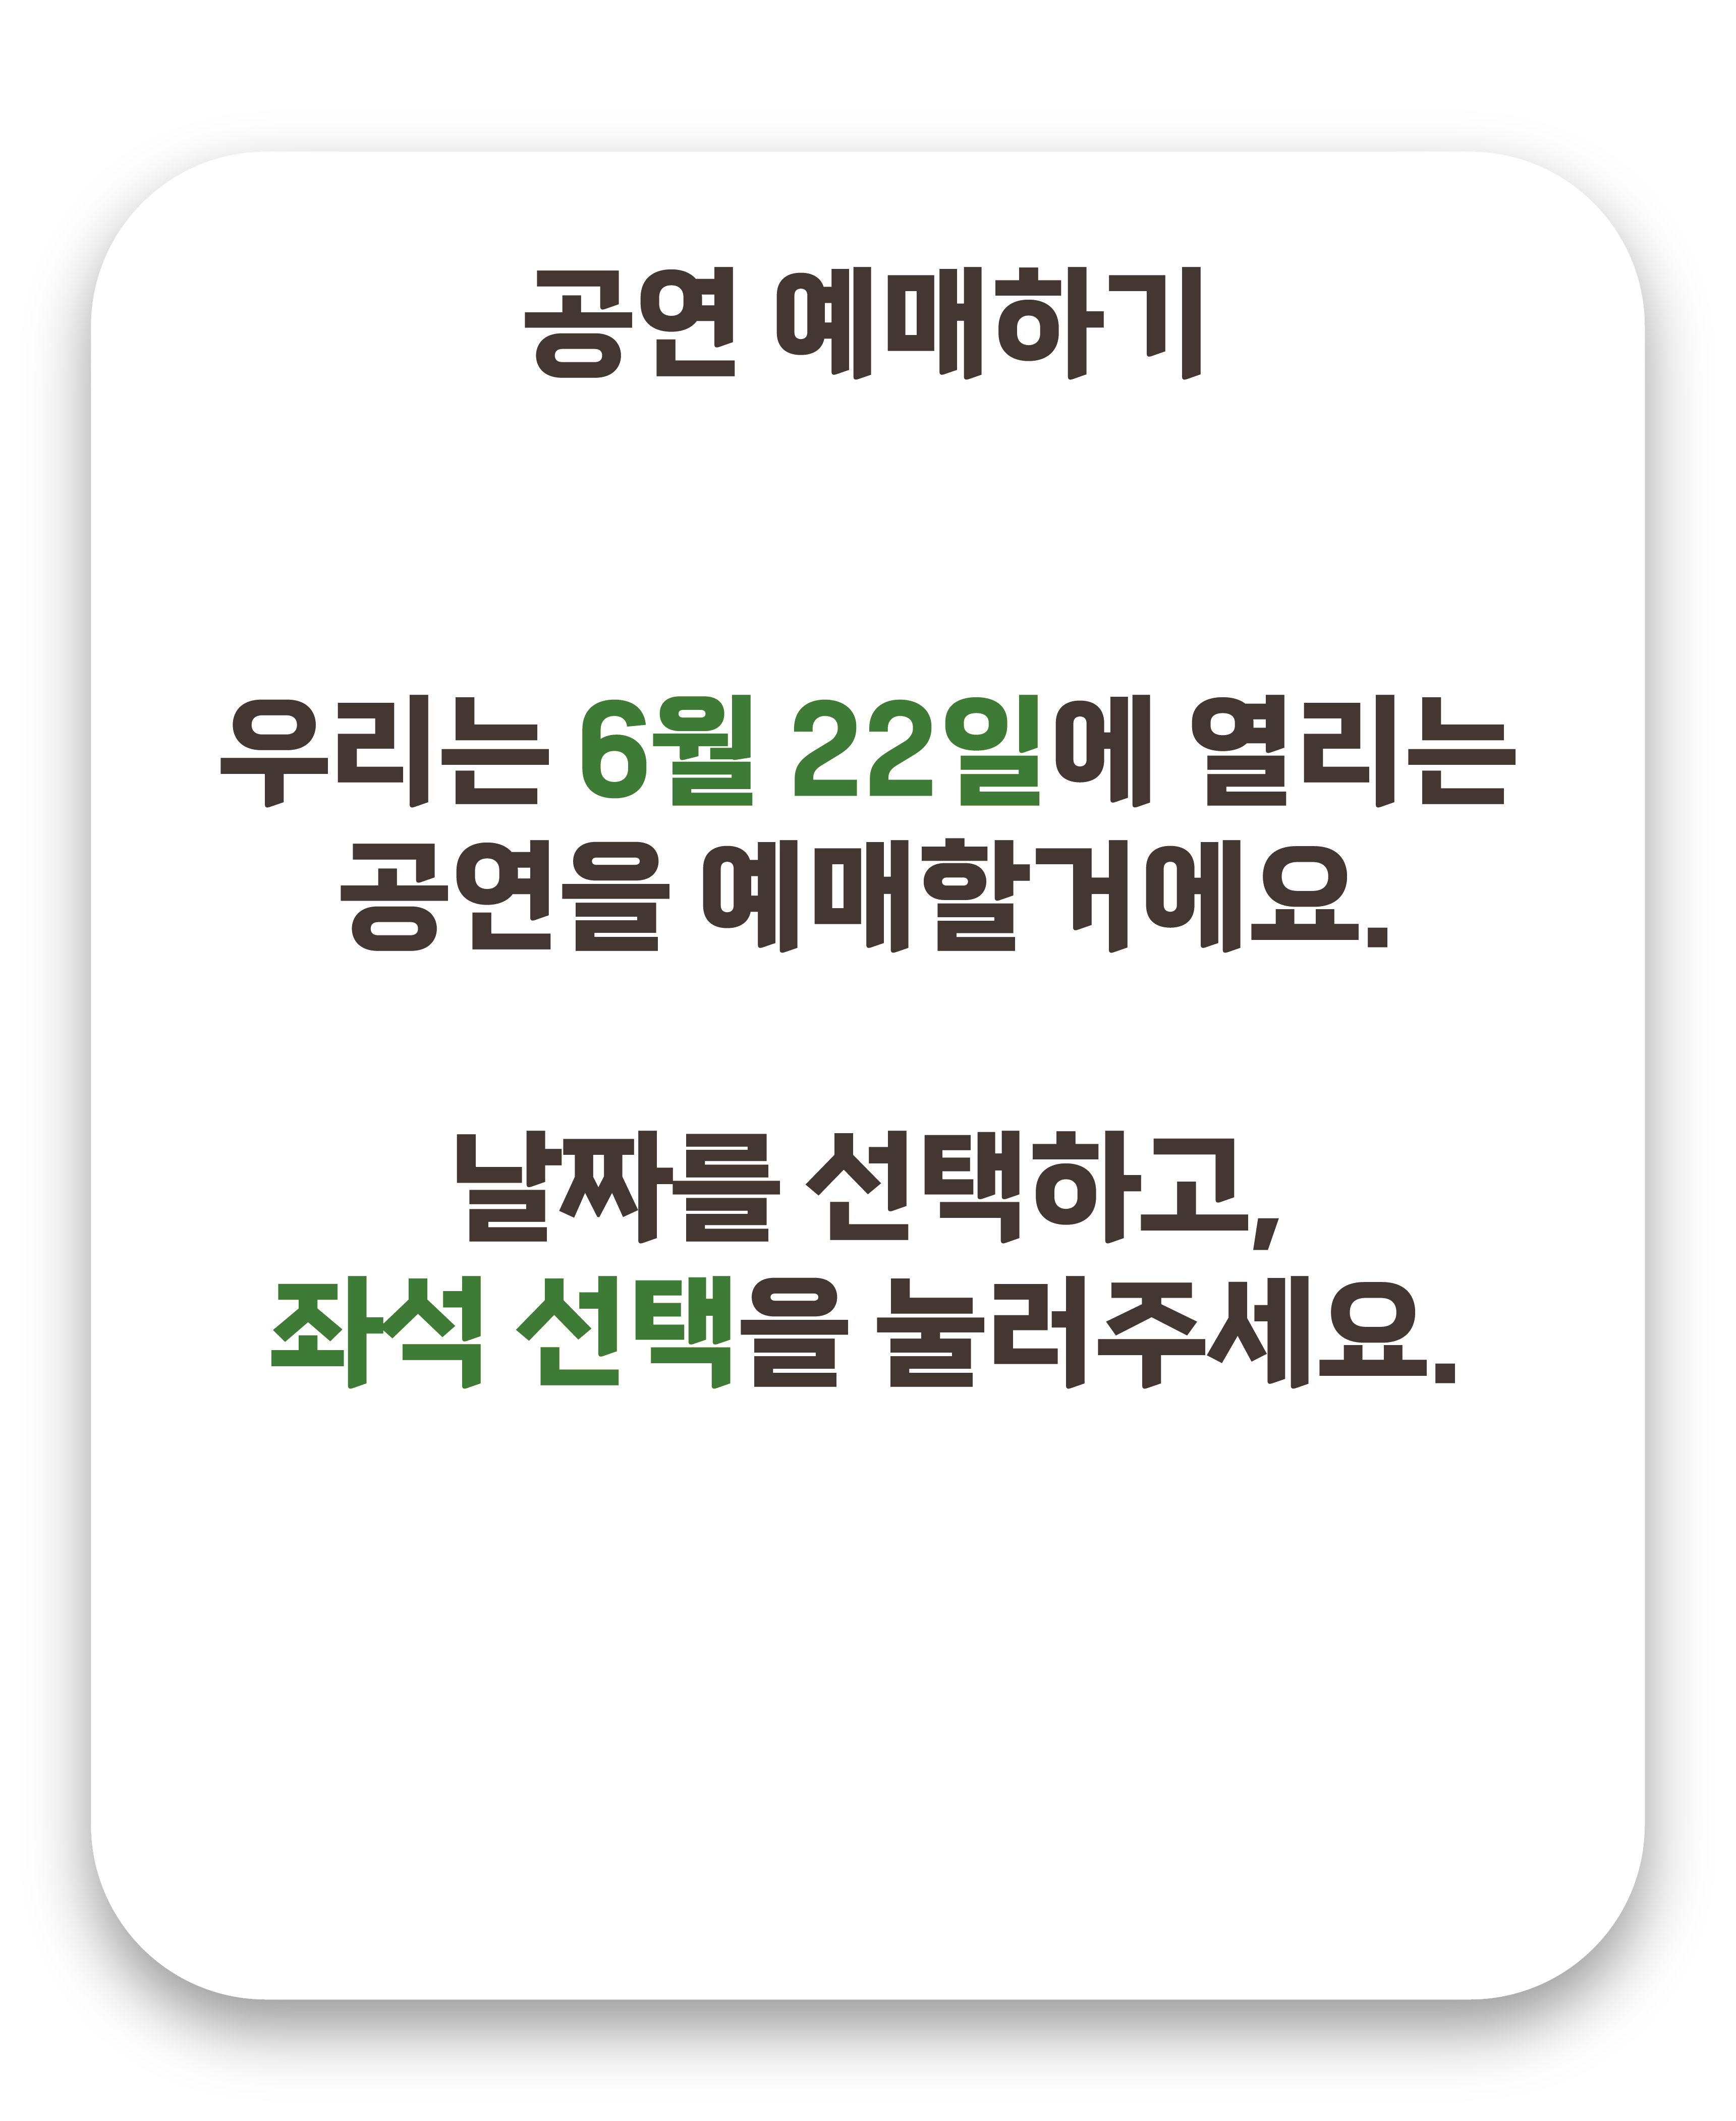 공연 예매하기
우리는 6월 22일에 열리는
공연을 예매할거에요.
날짜를 선택하고,
좌석 선택을 눌러주세요.